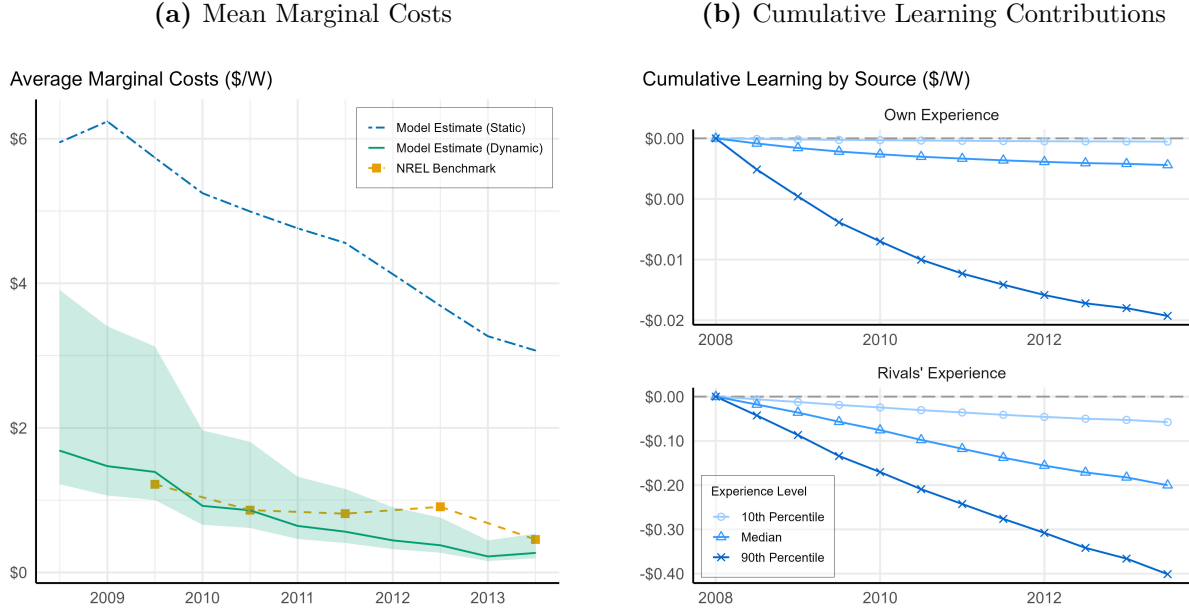 (a) Mean Marginal Costs
Average Marginal Costs ($/W)
$6
$4
$2
$0
2009
2010
2011
2012
2013
Model Estimate (Static)
Model Estimate (Dynamic)
NREL Benchmark
(b) Cumulative Learning Contributions
Cumulative Learning by Source ($/W)
Own Experience
$0.00
$0.00
-$0.01
-$0.02
2008
2010
2012
Rivals' Experience
$0.00
-$0.10
-$0.20
-$0.30
-$0.40
Experience Level
10th Percentile
Median
90th Percentile
2008
2010
2012